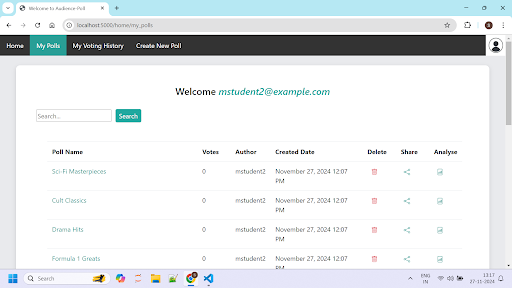 Welcome to Audience Poll
localhost:5000/home/my_polls
Home My Polls My Voting History Create New Poll
Welcome mstudent2@example.com
Search... Search
Poll Name Votes Author Created Date Delete Share Analyse
Sci-Fi Masterpieces 0 mstudent2 November 27, 2024 12:07
PM
Cult Classics 0 mstudent2 November 27, 2024 12:07
PM
Drama Hits 0 mstudent2 November 27, 2024 12:07
PM
Formula 1 Greats 0 mstudent2 November 27, 2024 12:07
Search
ENG 13:17
IN 27-11-2024